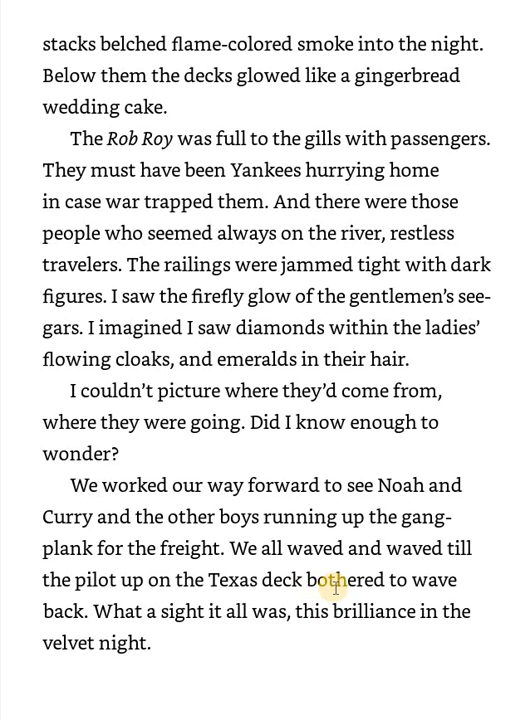 stacks belched flame-colored smoke into the night.
Below them the decks glowed like a gingerbread
wedding cake.
The Rob Roy was full to the gills with passengers.
They must have been Yankees hurrying home
in case war trapped them. And there were those
people who seemed always on the river, restless
travelers. The railings were jammed tight with dark
figures. I saw the firefly glow of the gentlemen’s see-
gars. I imagined I saw diamonds within the ladies’
flowing cloaks, and emeralds in their hair.
I couldn’t picture where they’d come from,
where they were going. Did I know enough to
wonder?
We worked our way forward to see Noah and
Curry and the other boys running up the gang-
plank for the freight. We all waved and waved till
the pilot up on the Texas deck bothered to wave
back. What a sight it all was, this brilliance in the
velvet night.